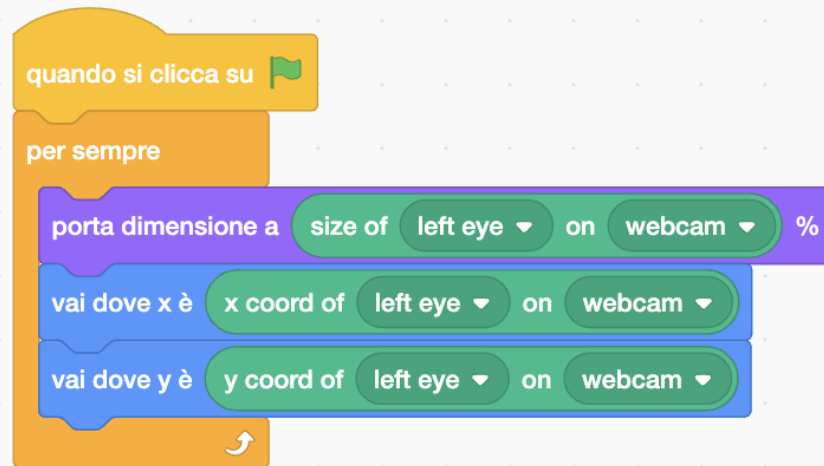 quando si clicca su
per sempre
porta dimensione a size of left eye on webcam %
vai dove x è x coord of left eye on webcam
vai dove y è y coord of left eye on webcam